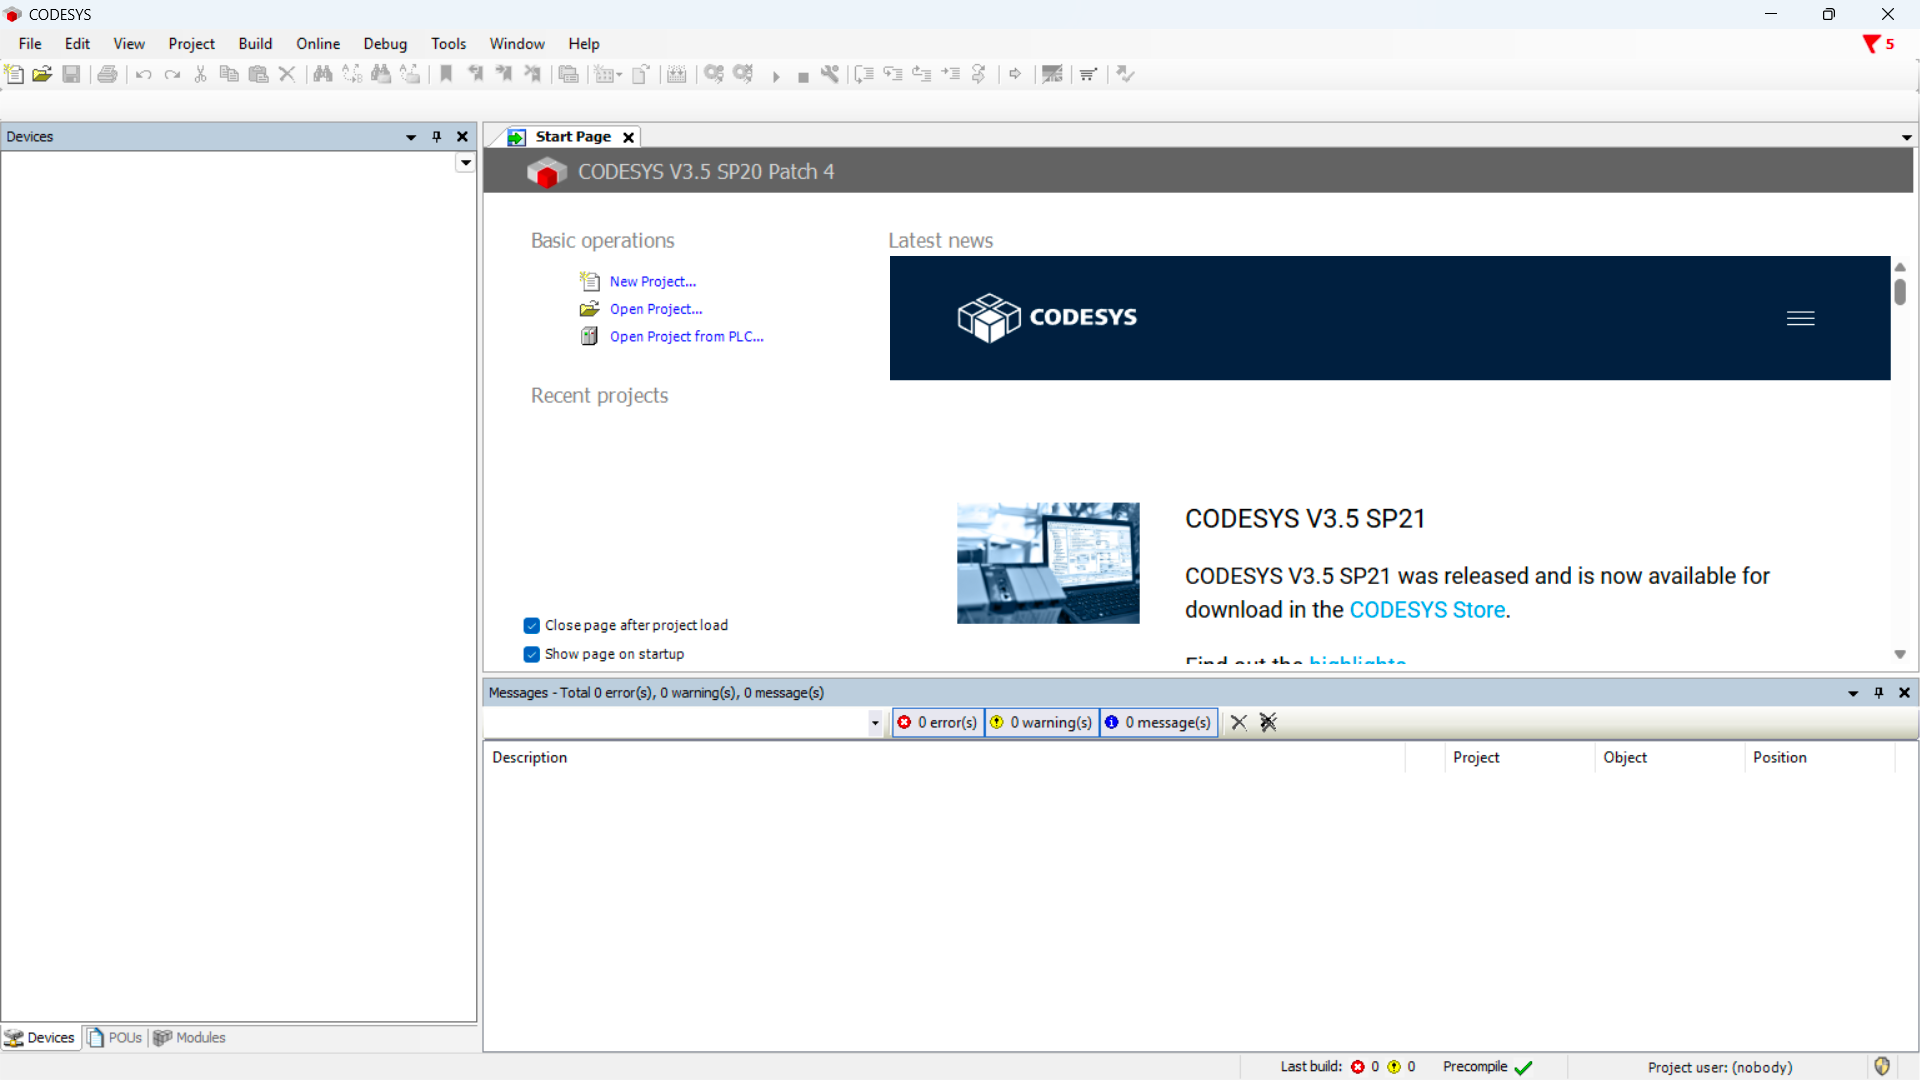 CODESYS
File Edit View Project Build Online Debug Tools Window Help
5
Devices
Start Page
CODESYS V3.5 SP20 Patch 4
Basic operations
New Project...
Open Project...
Open Project from PLC...
Recent projects
Close page after project load
Show page on startup
Latest news
CODESYS
CODESYS V3.5 SP21
CODESYS V3.5 SP21 was released and is now available for
download in the CODESYS Store.
Find out the highlights
Messages - Total 0 error(s), 0 warning(s), 0 message(s)
0 error(s) 0 warning(s) 0 message(s)
Description Project Object Position
Devices POUs Modules
Last build: 0 0 Precompile Project user: (nobody)